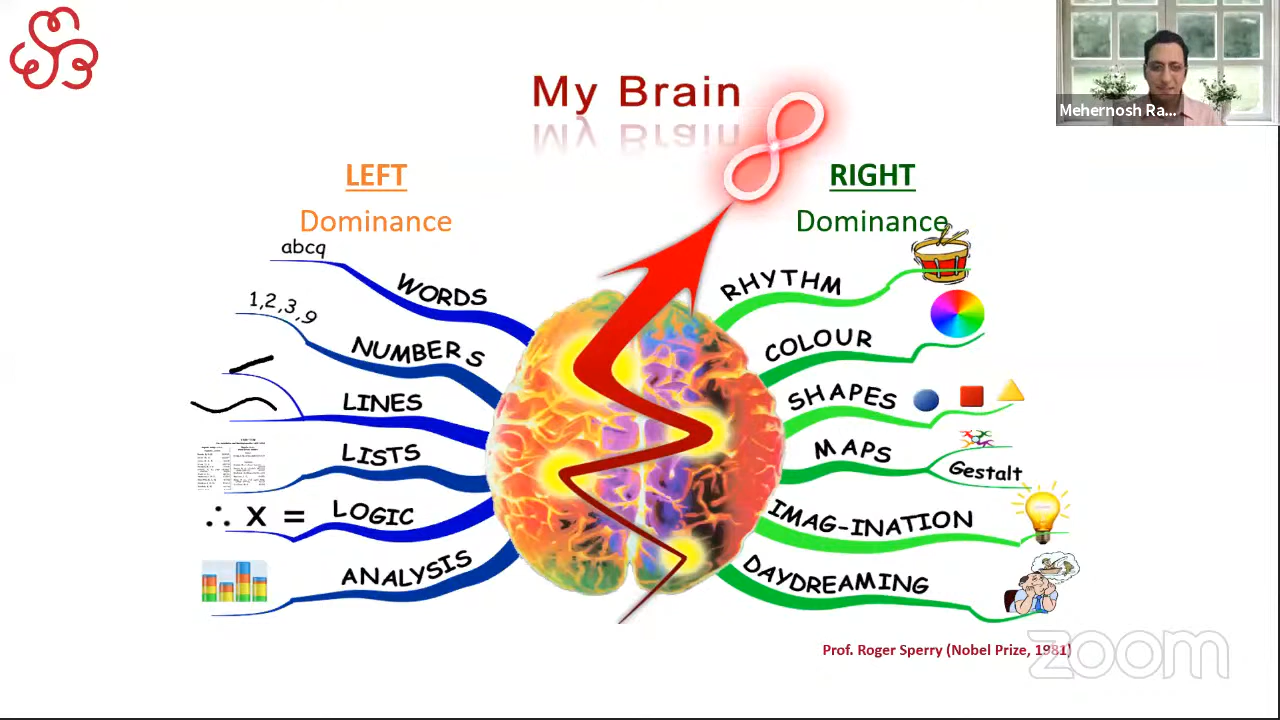 My Brain
Mehernosh Ra...
LEFT
Dominance
RIGHT
Dominance
abcq
WORDS
1,2,3,9
NUMBERS
LINES
LISTS
∴ x =
LOGIC
ANALYSIS
RHYTHM
COLOUR
SHAPES
MAPS
Gestalt
IMAG-INATION
DAYDREAMING
Prof. Roger Sperry (Nobel Prize, 1981)
zoom